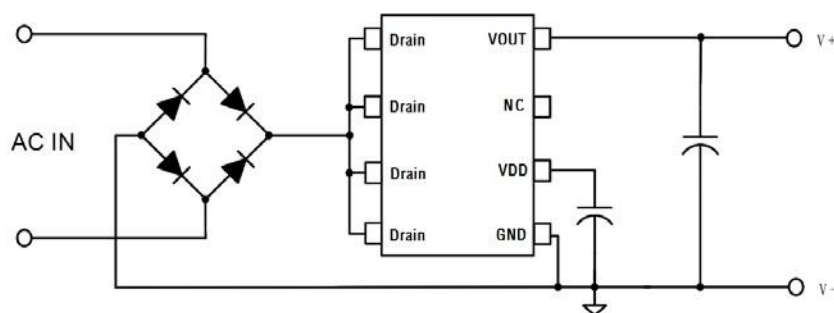 AC IN
Drain
Drain
Drain
Drain
VOUT
NC
VDD
GND
V+
V-